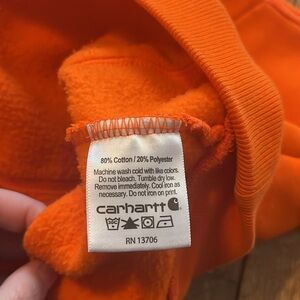 80% Cotton / 20% Polyester
Machine wash cold with like colors.
Do not bleach. Tumble dry low.
Remove immediately. Cool iron as
necessary. Do not iron on design.
carhartt
RN 13706